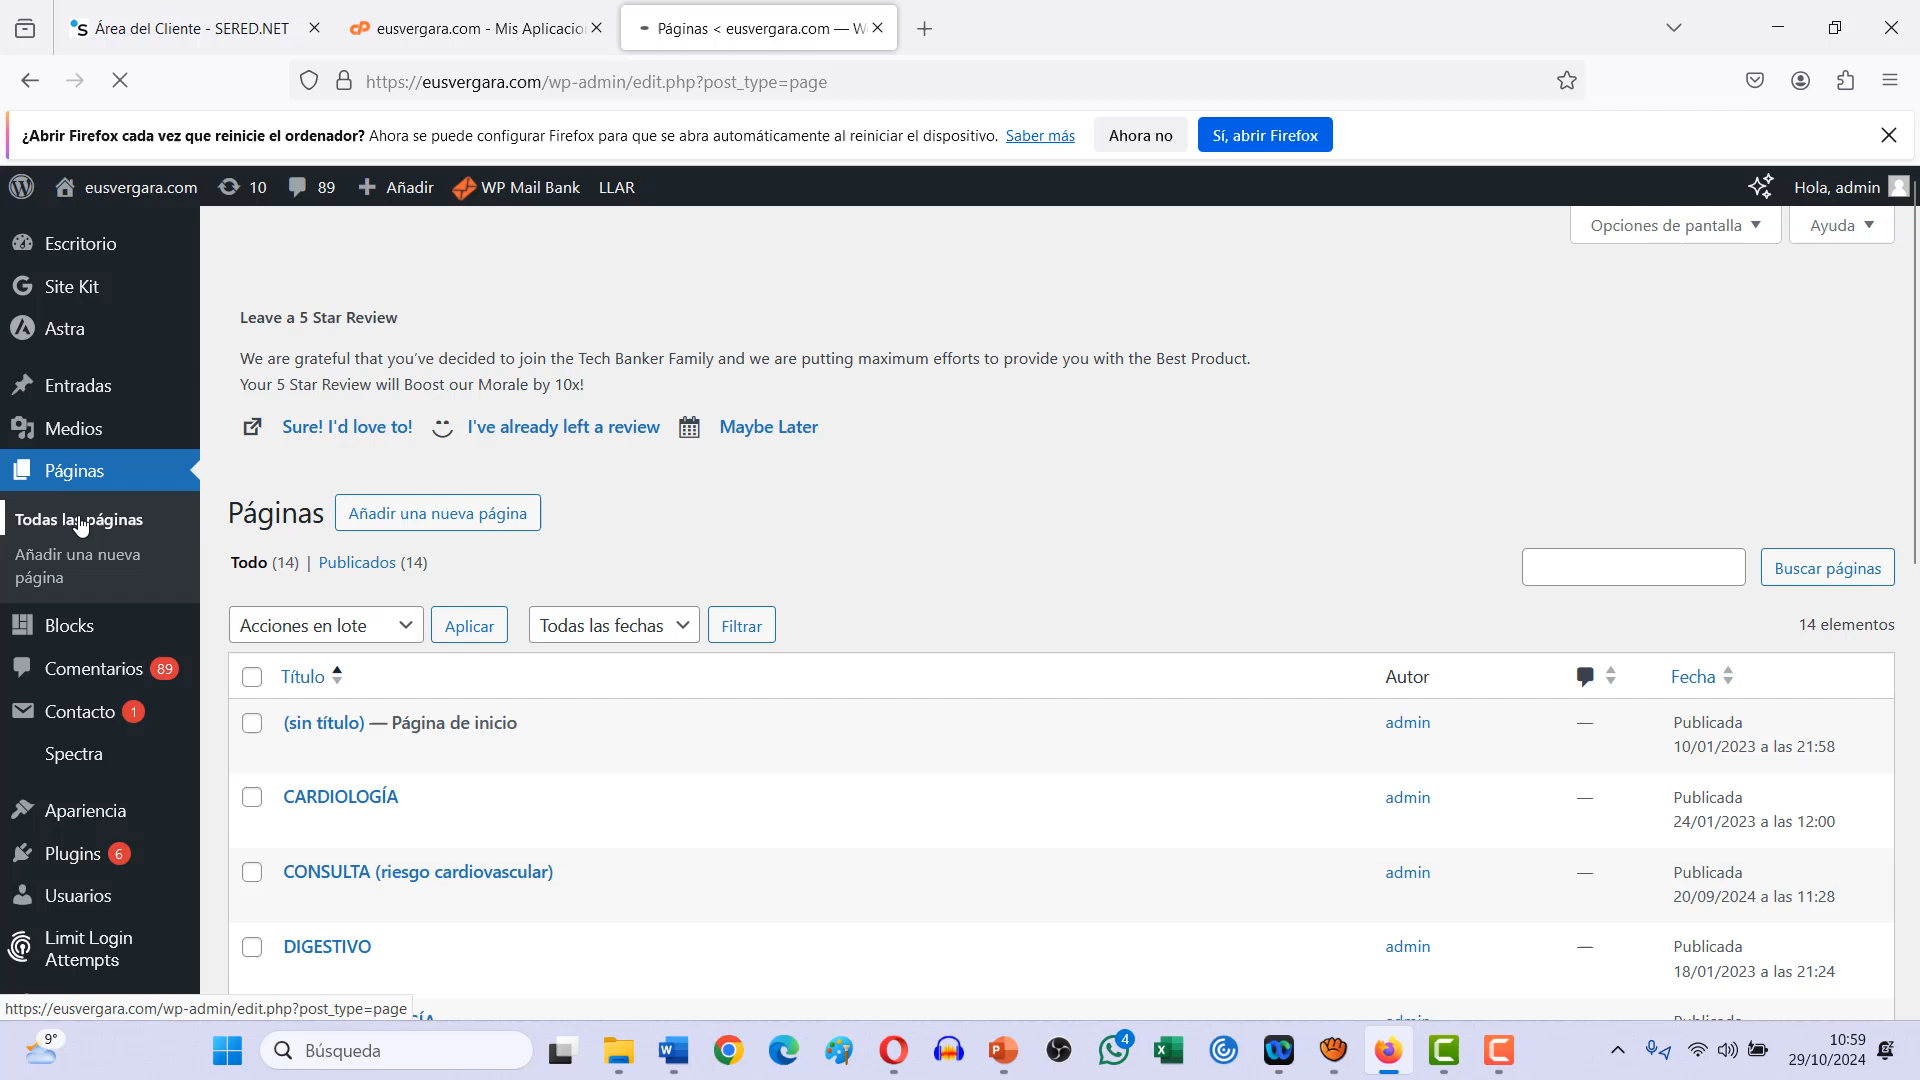 Área del Cliente - SERED.NET
eusvergara.com - Mis Aplicacio
Páginas < eusvergara.com — W
https://eusvergara.com/wp-admin/edit.php?post_type=page
¿Abrir Firefox cada vez que reinicie el ordenador? Ahora se puede configurar Firefox para que se abra automáticamente al reiniciar el dispositivo. Saber más
Ahora no
Sí, abrir Firefox
eusvergara.com
10
89
Añadir
WP Mail Bank
LLAR
Hola, admin
Opciones de pantalla
Ayuda
Escritorio
Site Kit
Astra
Entradas
Medios
Páginas
Todas las páginas
Añadir una nueva
página
Blocks
Comentarios 89
Contacto 1
Spectra
Apariencia
Plugins 6
Usuarios
Limit Login
Attempts
Leave a 5 Star Review
We are grateful that you've decided to join the Tech Banker Family and we are putting maximum efforts to provide you with the Best Product.
Your 5 Star Review will Boost our Morale by 10x!
Sure! I'd love to!
I've already left a review
Maybe Later
Páginas
Añadir una nueva página
Todo (14) | Publicados (14)
Buscar páginas
Acciones en lote
Aplicar
Todas las fechas
Filtrar
14 elementos
Título
Autor
Fecha
(sin título) — Página de inicio
admin
—
Publicada
10/01/2023 a las 21:58
CARDIOLOGÍA
admin
—
Publicada
24/01/2023 a las 12:00
CONSULTA (riesgo cardiovascular)
admin
—
Publicada
20/09/2024 a las 11:28
DIGESTIVO
admin
—
Publicada
18/01/2023 a las 21:24
https://eusvergara.com/wp-admin/edit.php?post_type=page
9°
Búsqueda
4
10:59
29/10/2024